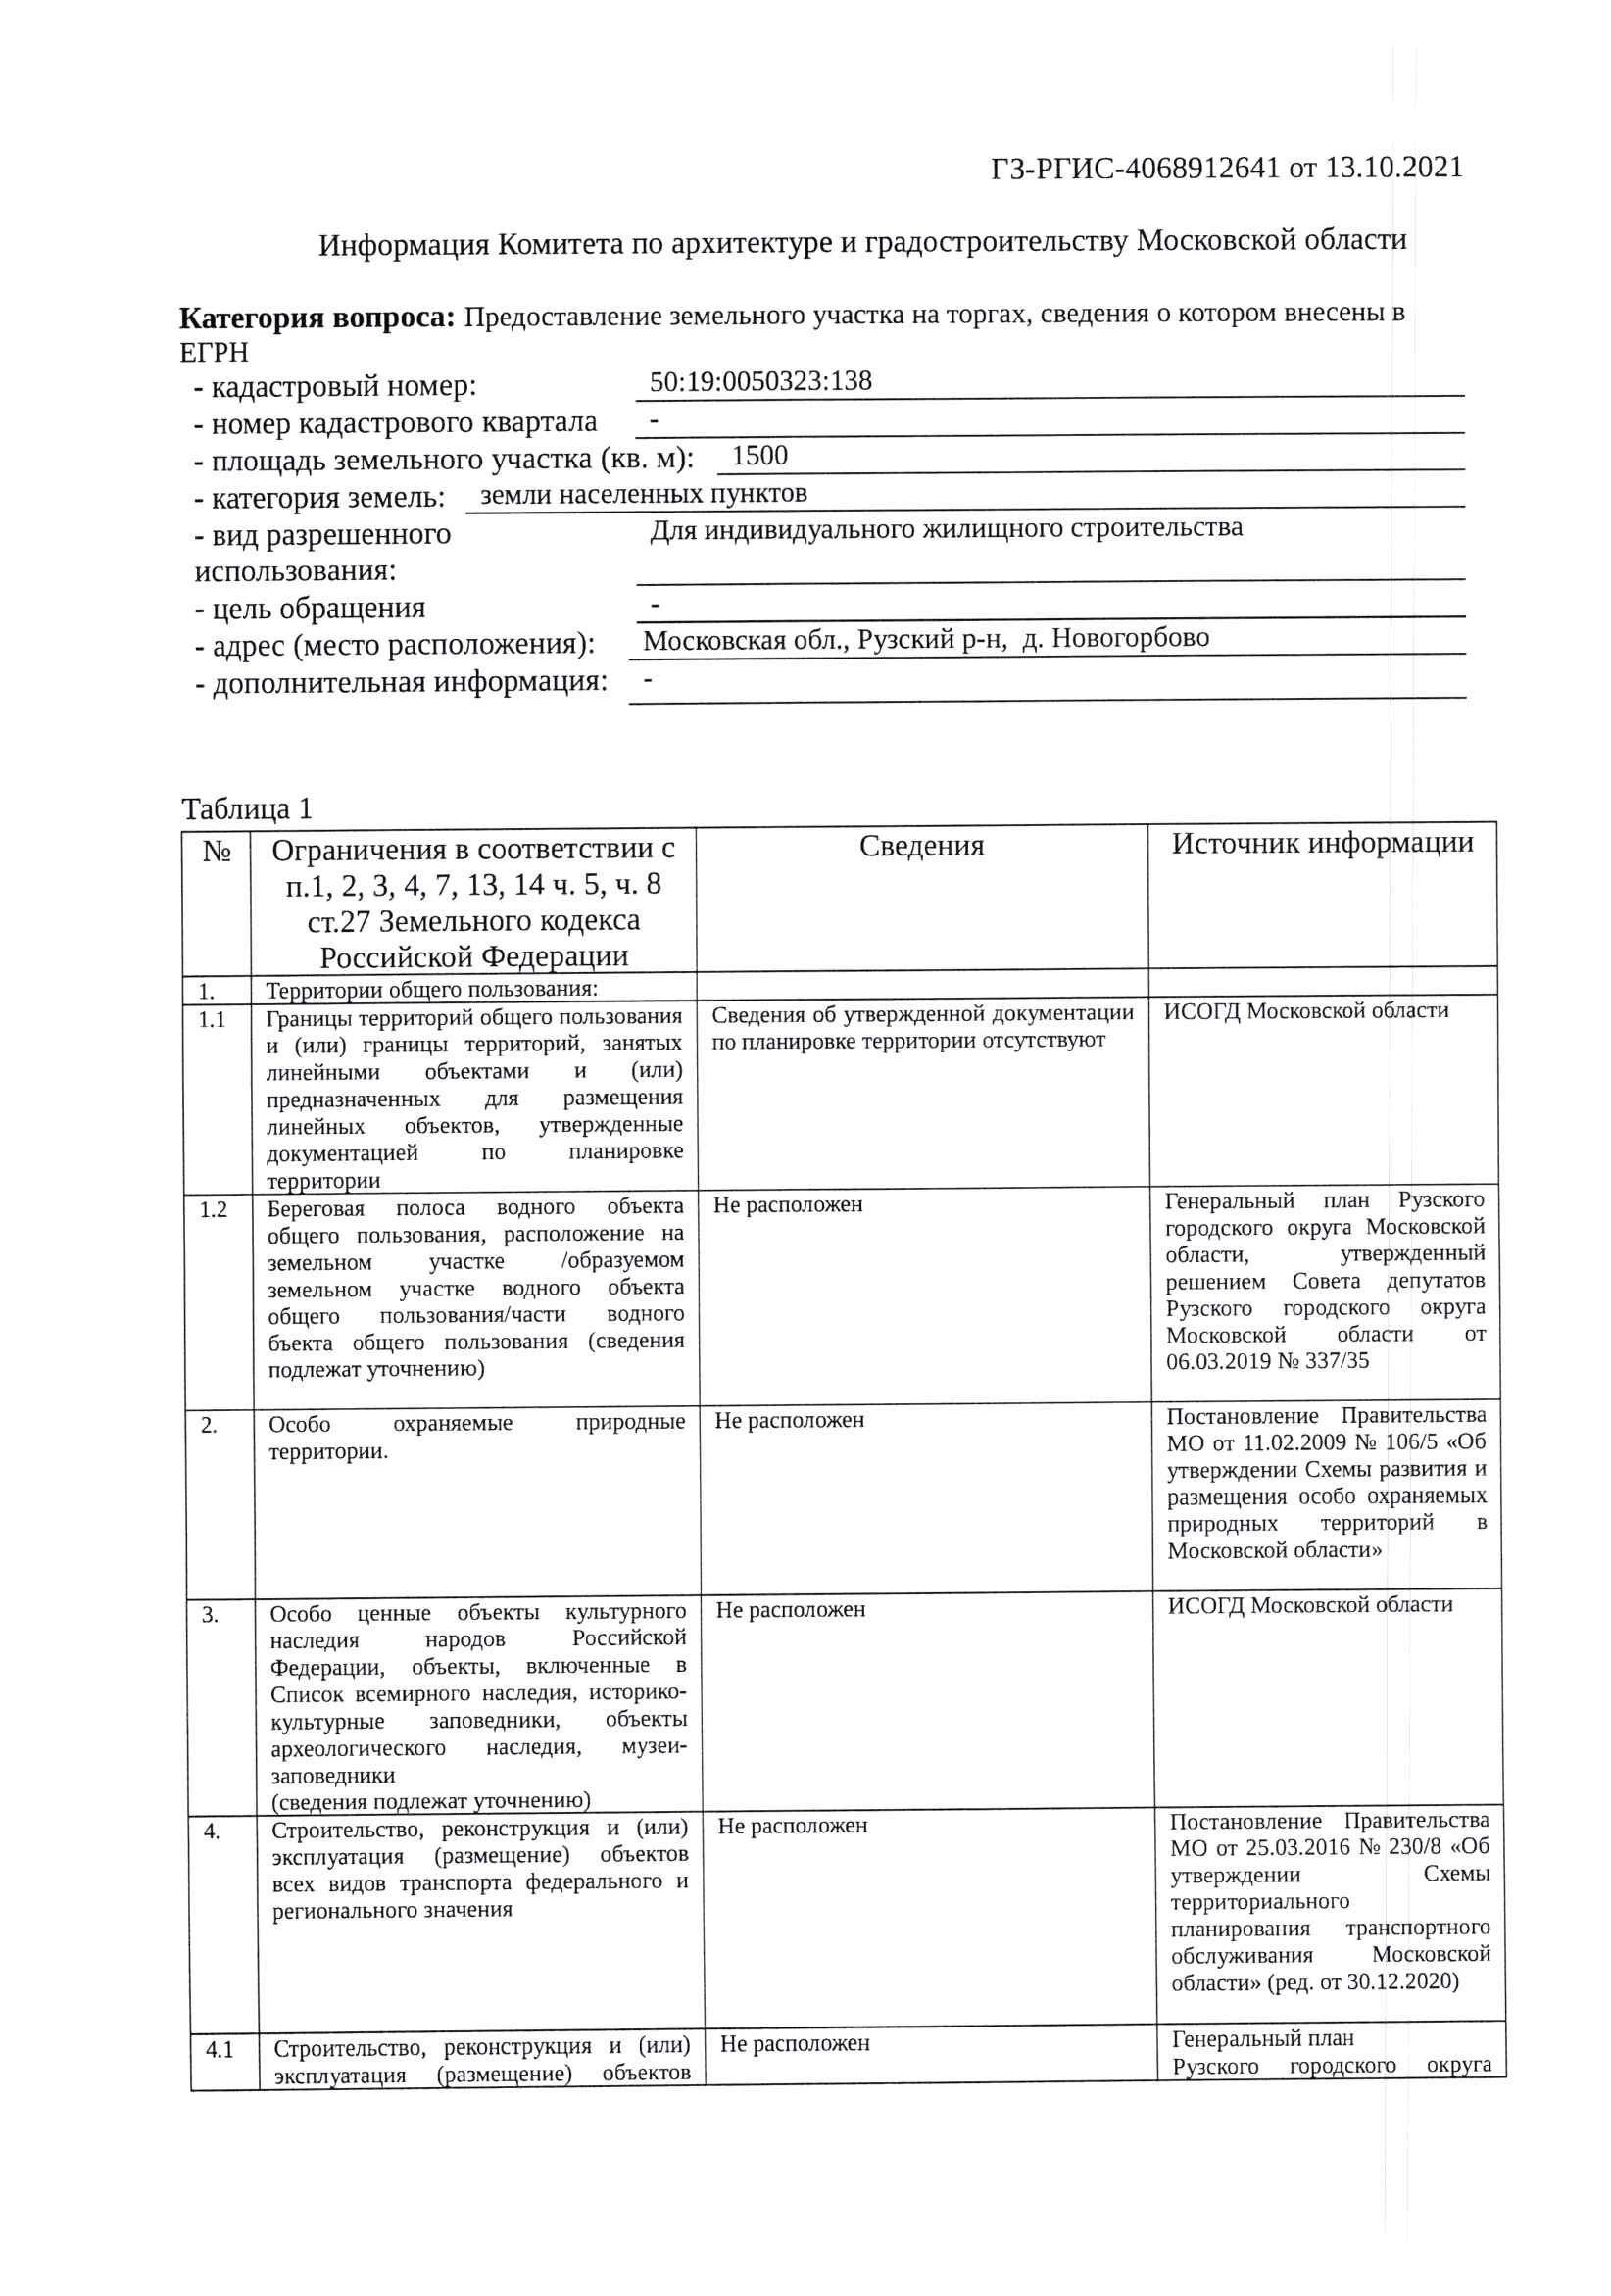 ГЗ-РГИС-4068912641 от 13.10.2021
Информация Комитета по архитектуре и градостроительству Московской области
Категория вопроса: Предоставление земельного участка на торгах, сведения о котором внесены в
ЕГРН
- кадастровый номер: 50:19:0050323:138
- номер кадастрового квартала -
- площадь земельного участка (кв. м): 1500
- категория земель: земли населенных пунктов
- вид разрешенного Для индивидуального жилищного строительства
использования:
- цель обращения -
- адрес (место расположения): Московская обл., Рузский р-н, д. Новогорбово
- дополнительная информация: -
Таблица 1
№
Ограничения в соответствии с
п.1, 2, 3, 4, 7, 13, 14 ч. 5, ч. 8
ст.27 Земельного кодекса
Российской Федерации
Сведения
Источник информации
1.
Территории общего пользования:
1.1
Границы территорий общего пользования
и (или) границы территорий, занятых
линейными объектами и (или)
предназначенных для размещения
линейных объектов, утвержденные
документацией по планировке
территории
Сведения об утвержденной документации
по планировке территории отсутствуют
ИСОГД Московской области
1.2
Береговая полоса водного объекта
общего пользования, расположение на
земельном участке /образуемом
земельном участке водного объекта
общего пользования/части водного
бъекта общего пользования (сведения
подлежат уточнению)
Не расположен
Генеральный план Рузского
городского округа Московской
области, утвержденный
решением Совета депутатов
Рузского городского округа
Московской области от
06.03.2019 № 337/35
2.
Особо охраняемые природные
территории.
Не расположен
Постановление Правительства
МО от 11.02.2009 № 106/5 «Об
утверждении Схемы развития и
размещения особо охраняемых
природных территорий в
Московской области»
3.
Особо ценные объекты культурного
наследия народов Российской
Федерации, объекты, включенные в
Список всемирного наследия, историко-
культурные заповедники, объекты
археологического наследия, музеи-
заповедники
(сведения подлежат уточнению)
Не расположен
ИСОГД Московской области
4.
Строительство, реконструкция и (или)
эксплуатация (размещение) объектов
всех видов транспорта федерального и
регионального значения
Не расположен
Постановление Правительства
МО от 25.03.2016 № 230/8 «Об
утверждении Схемы
территориального
планирования транспортного
обслуживания Московской
области» (ред. от 30.12.2020)
4.1
Строительство, реконструкция и (или)
эксплуатация (размещение) объектов
Не расположен
Генеральный план
Рузского городского округа